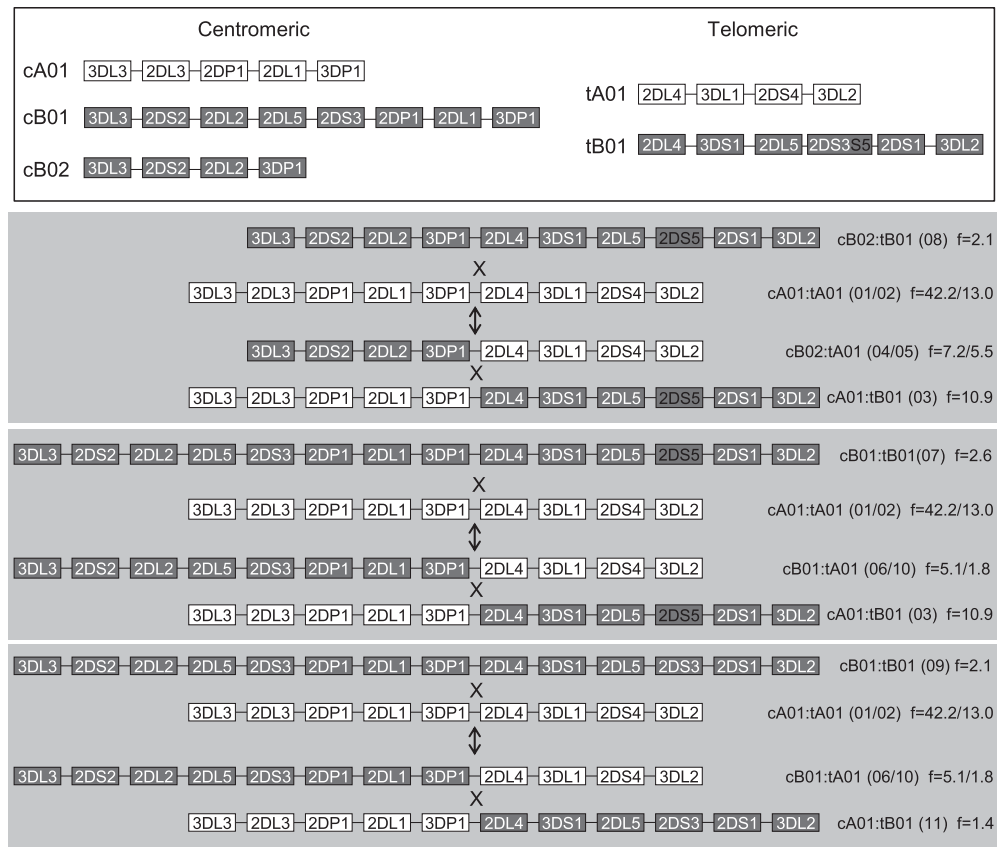 Centromeric
Telomeric
cA01 3DL3 2DL3 2DP1 2DL1 3DP1
tA01 2DL4 3DL1 2DS4 3DL2
cB01 3DL3 2DS2 2DL2 2DL5 2DS3 2DP1 2DL1 3DP1
tB01 2DL4 3DS1 2DL5 2DS3S5 2DS1 3DL2
cB02 3DL3 2DS2 2DL2 3DP1
3DL3 2DS2 2DL2 3DP1 2DL4 3DS1 2DL5 2DS5 2DS1 3DL2 cB02:tB01 (08) f=2.1
X
3DL3 2DL3 2DP1 2DL1 3DP1 2DL4 3DL1 2DS4 3DL2 cA01:tA01 (01/02) f=42.2/13.0
3DL3 2DS2 2DL2 3DP1 2DL4 3DL1 2DS4 3DL2 cB02:tA01 (04/05) f=7.2/5.5
X
3DL3 2DL3 2DP1 2DL1 3DP1 2DL4 3DS1 2DL5 2DS5 2DS1 3DL2 cA01:tB01 (03) f=10.9
3DL3 2DS2 2DL2 2DL5 2DS3 2DP1 2DL1 3DP1 2DL4 3DS1 2DL5 2DS5 2DS1 3DL2 cB01:tB01(07) f=2.6
X
3DL3 2DL3 2DP1 2DL1 3DP1 2DL4 3DL1 2DS4 3DL2 cA01:tA01 (01/02) f=42.2/13.0
3DL3 2DS2 2DL2 2DL5 2DS3 2DP1 2DL1 3DP1 2DL4 3DL1 2DS4 3DL2 cB01:tA01 (06/10) f=5.1/1.8
X
3DL3 2DL3 2DP1 2DL1 3DP1 2DL4 3DS1 2DL5 2DS5 2DS1 3DL2 cA01:tB01 (03) f=10.9
3DL3 2DS2 2DL2 2DL5 2DS3 2DP1 2DL1 3DP1 2DL4 3DS1 2DL5 2DS3 2DS1 3DL2 cB01:tB01 (09) f=2.1
X
3DL3 2DL3 2DP1 2DL1 3DP1 2DL4 3DL1 2DS4 3DL2 cA01:tA01 (01/02) f=42.2/13.0
3DL3 2DS2 2DL2 2DL5 2DS3 2DP1 2DL1 3DP1 2DL4 3DL1 2DS4 3DL2 cB01:tA01 (06/10) f=5.1/1.8
X
3DL3 2DL3 2DP1 2DL1 3DP1 2DL4 3DS1 2DL5 2DS3 2DS1 3DL2 cA01:tB01 (11) f=1.4